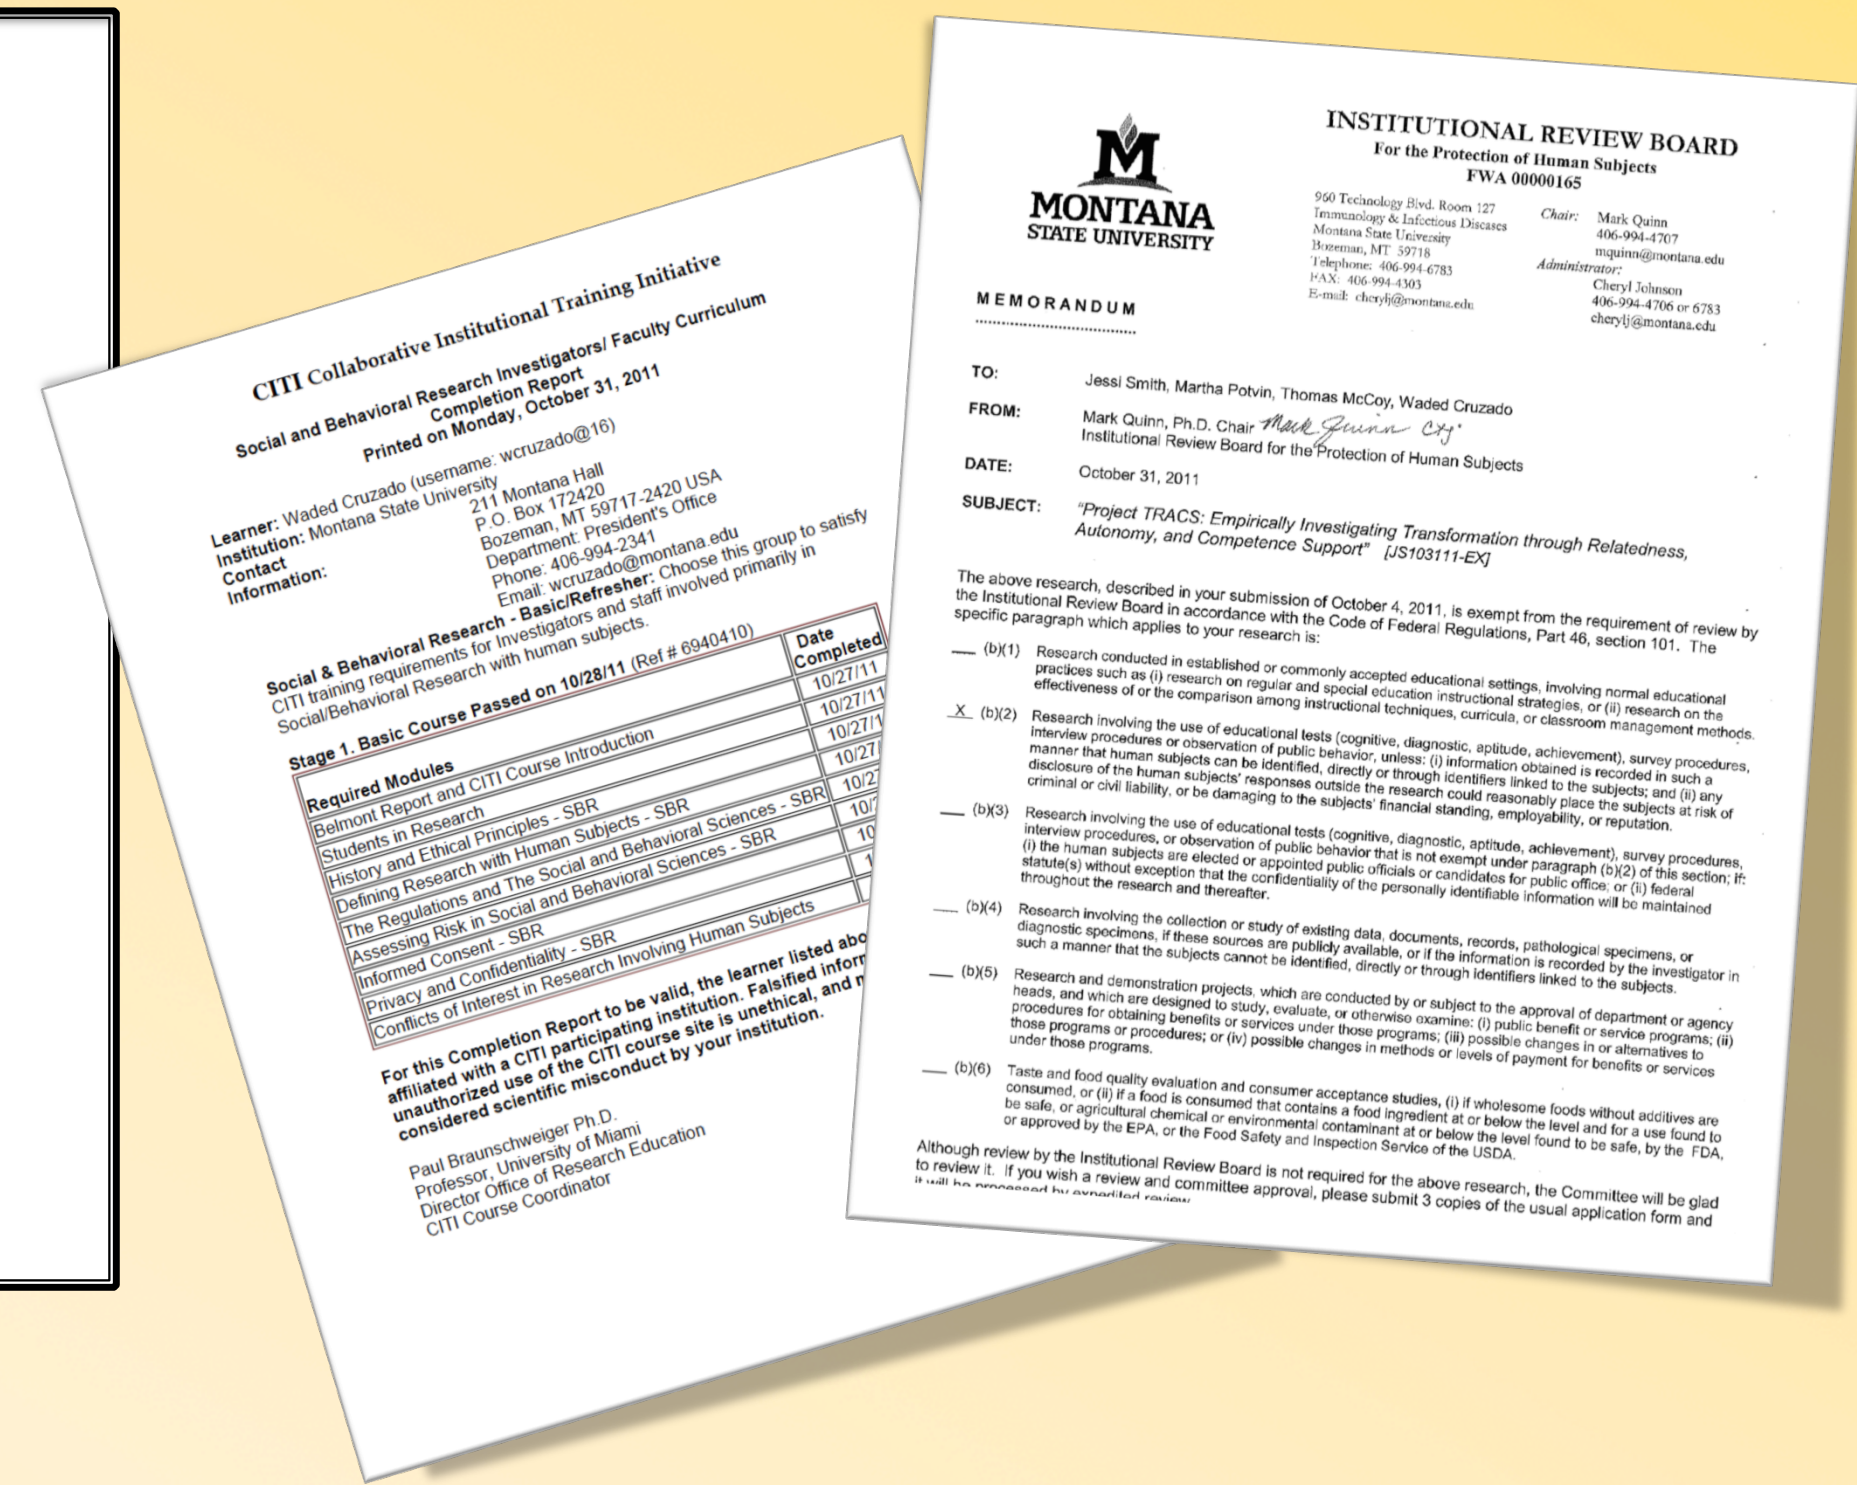 CITI Collaborative Institutional Training Initiative
Social and Behavioral Research Investigators/ Faculty Curriculum
Completion Report
Printed on Monday, October 31, 2011
Learner: Waded Cruzado (username: wcruzado@16)
Institution: Montana State University
Contact
Information:
211 Montana Hall
P.O. Box 172420
Bozeman, MT 59717-2420 USA
Department: President's Office
Phone: 406-994-2341
Email: wcruzado@montana.edu
Social & Behavioral Research - Basic/Refresher: Choose this group to satisfy
CITI training requirements for Investigators and staff involved primarily in
Social/Behavioral Research with human subjects.
Stage 1. Basic Course Passed on 10/28/11 (Ref # 6940410)
Required Modules
Date
Completed
Belmont Report and CITI Course Introduction 10/27/11
Students in Research 10/27/11
History and Ethical Principles - SBR 10/27/1
Defining Research with Human Subjects - SBR 10/27/
The Regulations and The Social and Behavioral Sciences - SBR 10/27
Assessing Risk in Social and Behavioral Sciences - SBR 10/2
Informed Consent - SBR 10
Privacy and Confidentiality - SBR 1
Conflicts of Interest in Research Involving Human Subjects
For this Completion Report to be valid, the learner listed abo
affiliated with a CITI participating institution. Falsified infor
unauthorized use of the CITI course site is unethical, and
considered scientific misconduct by your institution.
Paul Braunschweiger Ph.D.
Professor, University of Miami
Director Office of Research Education
CITI Course Coordinator
M
MONTANA
STATE UNIVERSITY
INSTITUTIONAL REVIEW BOARD
For the Protection of Human Subjects
FWA 00000165
960 Technology Blvd. Room 127
Immunology & Infectious Diseases
Montana State University
Bozeman, MT 59718
Telephone: 406-994-6783
FAX: 406-994-4303
E-mail: cherylj@montana.edu
Chair: Mark Quinn
406-994-4707
mquinn@montana.edu
Administrator:
Cheryl Johnson
406-994-4706 or 6783
cherylj@montana.edu
MEMORANDUM
TO: Jessi Smith, Martha Potvin, Thomas McCoy, Waded Cruzado
FROM: Mark Quinn, Ph.D. Chair Mark Quinn CAJ
Institutional Review Board for the Protection of Human Subjects
DATE: October 31, 2011
SUBJECT: "Project TRACS: Empirically Investigating Transformation through Relatedness,
Autonomy, and Competence Support" [JS103111-EX]
The above research, described in your submission of October 4, 2011, is exempt from the requirement of review by
the Institutional Review Board in accordance with the Code of Federal Regulations, Part 46, section 101. The
specific paragraph which applies to your research is:
___ (b)(1) Research conducted in established or commonly accepted educational settings, involving normal educational
practices such as (i) research on regular and special education instructional strategies, or (ii) research on the
effectiveness of or the comparison among instructional techniques, curricula, or classroom management methods.
_X_ (b)(2) Research involving the use of educational tests (cognitive, diagnostic, aptitude, achievement), survey procedures,
interview procedures or observation of public behavior, unless: (i) information obtained is recorded in such a
manner that human subjects can be identified, directly or through identifiers linked to the subjects; and (ii) any
disclosure of the human subjects' responses outside the research could reasonably place the subjects at risk of
criminal or civil liability, or be damaging to the subjects' financial standing, employability, or reputation.
___ (b)(3) Research involving the use of educational tests (cognitive, diagnostic, aptitude, achievement), survey procedures,
interview procedures, or observation of public behavior that is not exempt under paragraph (b)(2) of this section; if:
(i) the human subjects are elected or appointed public officials or candidates for public office; or (ii) federal
statute(s) without exception that the confidentiality of the personally identifiable information will be maintained
throughout the research and thereafter.
___ (b)(4) Research involving the collection or study of existing data, documents, records, pathological specimens, or
diagnostic specimens, if these sources are publicly available, or if the information is recorded by the investigator in
such a manner that the subjects cannot be identified, directly or through identifiers linked to the subjects.
___ (b)(5) Research and demonstration projects, which are conducted by or subject to the approval of department or agency
heads, and which are designed to study, evaluate, or otherwise examine: (i) public benefit or service programs; (ii)
procedures for obtaining benefits or services under those programs; (iii) possible changes in or alternatives to
those programs or procedures; or (iv) possible changes in methods or levels of payment for benefits or services
under those programs.
___ (b)(6) Taste and food quality evaluation and consumer acceptance studies, (i) if wholesome foods without additives are
consumed, or (ii) if a food is consumed that contains a food ingredient at or below the level and for a use found to
be safe, or agricultural chemical or environmental contaminant at or below the level found to be safe, by the FDA,
or approved by the EPA, or the Food Safety and Inspection Service of the USDA.
Although review by the Institutional Review Board is not required for the above research, the Committee will be glad
to review it. If you wish a review and committee approval, please submit 3 copies of the usual application form and
it will be processed by expedited review